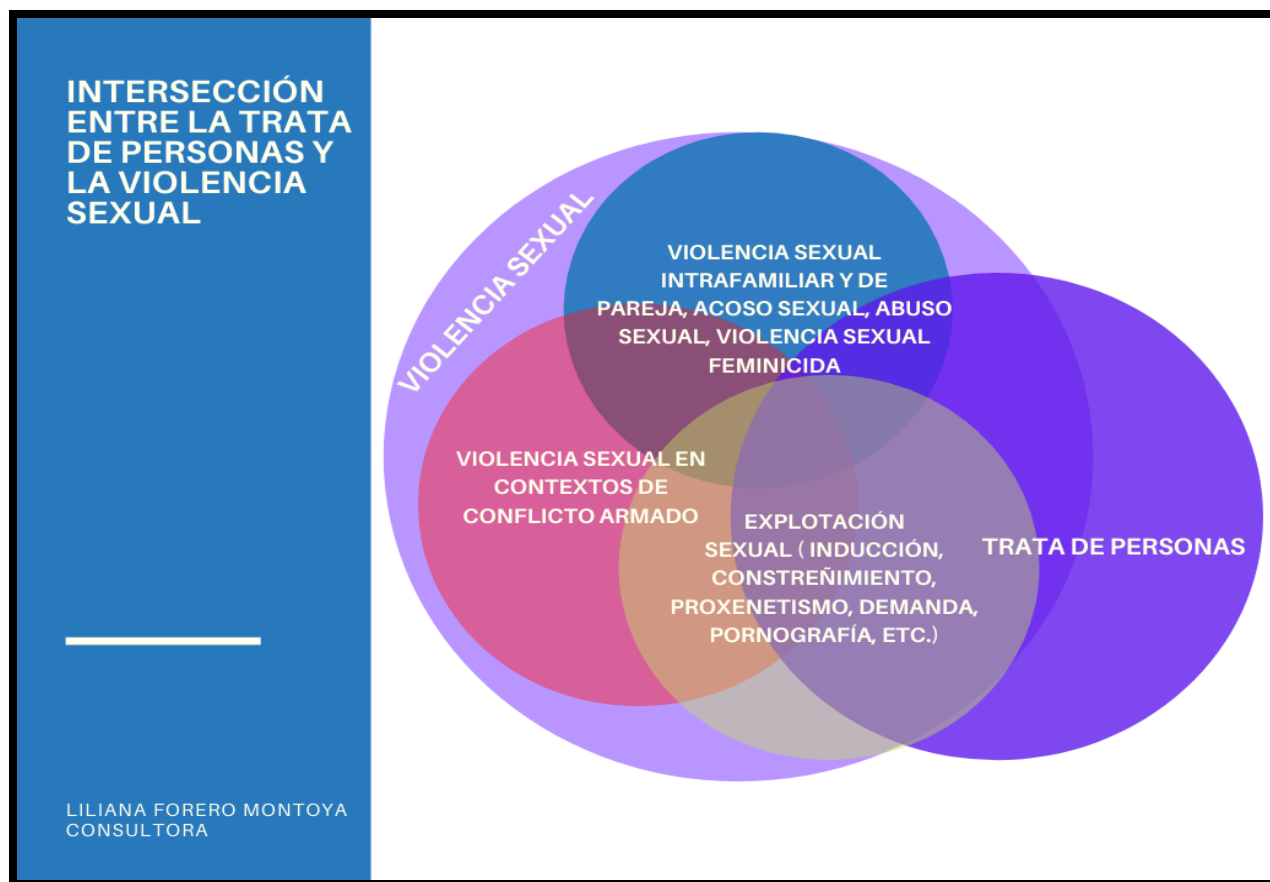 INTERSECCIÓN
ENTRE LA TRATA
DE PERSONAS Y
LA VIOLENCIA
SEXUAL
LILIANA FORERO MONTOYA
CONSULTORA
VIOLENCIA SEXUAL
VIOLENCIA SEXUAL
INTRAFAMILIAR Y DE
PAREJA, ACOSO SEXUAL, ABUSO
SEXUAL, VIOLENCIA SEXUAL
FEMINICIDA
VIOLENCIA SEXUAL EN
CONTEXTOS DE
CONFLICTO ARMADO
EXPLOTACIÓN
SEXUAL ( INDUCCIÓN,
CONSTREÑIMIENTO,
PROXENETISMO, DEMANDA,
PORNOGRAFÍA, ETC.)
TRATA DE PERSONAS